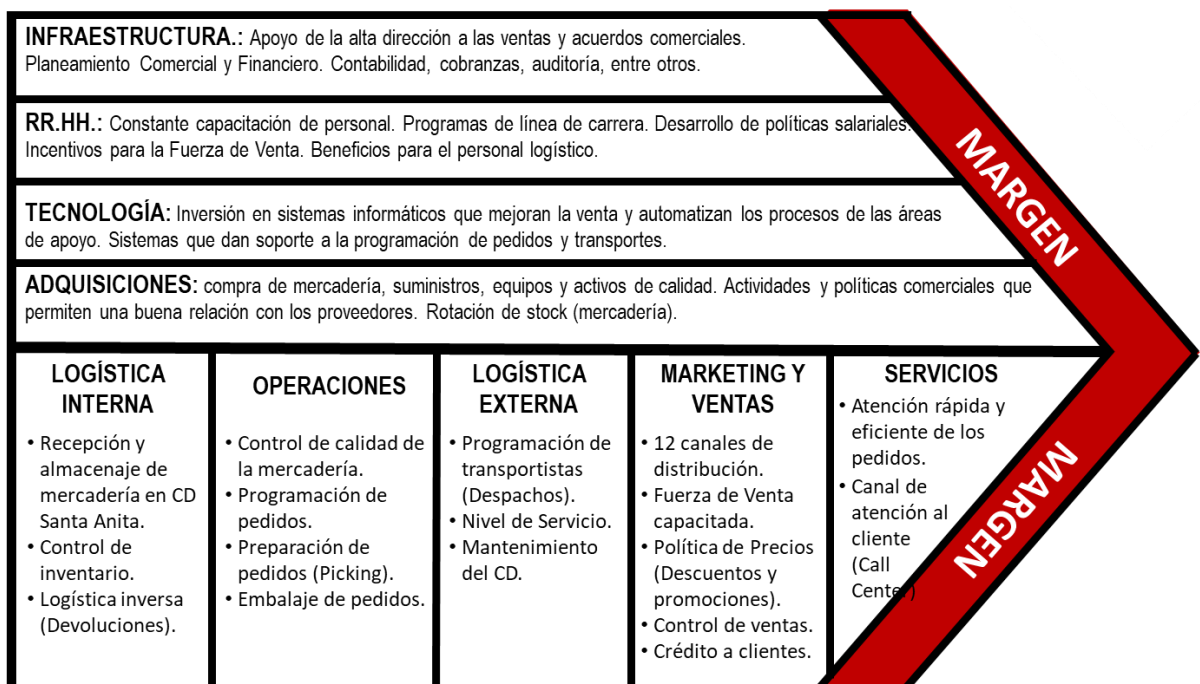 INFRAESTRUCTURA.: Apoyo de la alta dirección a las ventas y acuerdos comerciales.
Planeamiento Comercial y Financiero. Contabilidad, cobranzas, auditoría, entre otros.
RR.HH.: Constante capacitación de personal. Programas de línea de carrera. Desarrollo de políticas salariales.
Incentivos para la Fuerza de Venta. Beneficios para el personal logístico.
TECNOLOGÍA: Inversión en sistemas informáticos que mejoran la venta y automatizan los procesos de las áreas
de apoyo. Sistemas que dan soporte a la programación de pedidos y transportes.
ADQUISICIONES: compra de mercadería, suministros, equipos y activos de calidad. Actividades y políticas comerciales que
permiten una buena relación con los proveedores. Rotación de stock (mercadería).
MARGEN
LOGÍSTICA
INTERNA
• Recepción y
almacenaje de
mercadería en CD
Santa Anita.
• Control de
inventario.
• Logística inversa
(Devoluciones).
OPERACIONES
• Control de calidad de
la mercadería.
• Programación de
pedidos.
• Preparación de
pedidos (Picking).
• Embalaje de pedidos.
LOGÍSTICA
EXTERNA
• Programación de
transportistas
(Despachos).
• Nivel de Servicio.
• Mantenimiento
del CD.
MARKETING Y
VENTAS
• 12 canales de
distribución.
• Fuerza de Venta
capacitada.
• Política de Precios
(Descuentos y
promociones).
• Control de ventas.
• Crédito a clientes.
SERVICIOS
• Atención rápida y
eficiente de los
pedidos.
• Canal de
atención al
cliente
(Call
Center)
MARGEN